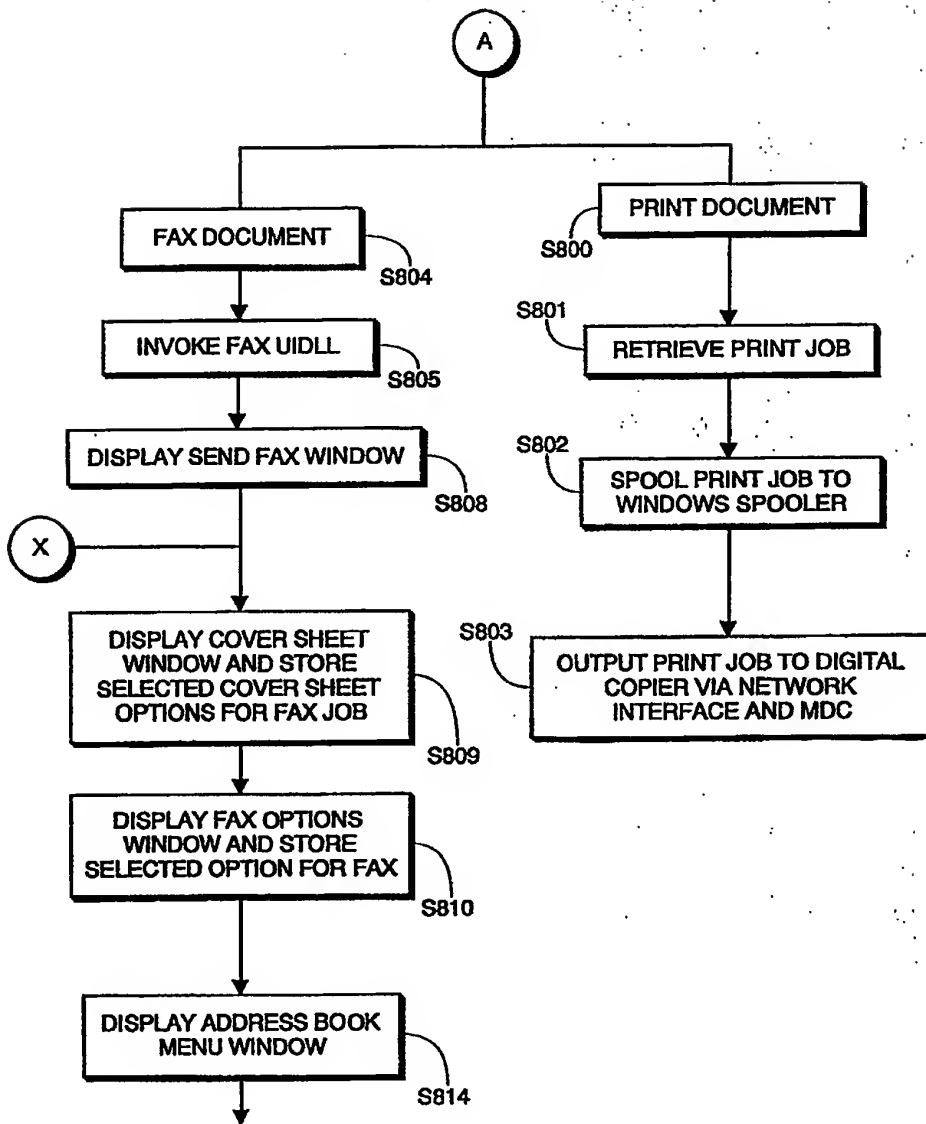 A
FAX DOCUMENT
S804
INVOKE FAX UIDLL
S805
DISPLAY SEND FAX WINDOW
S808
X
DISPLAY COVER SHEET
WINDOW AND STORE
SELECTED COVER SHEET
OPTIONS FOR FAX JOB
S809
DISPLAY FAX OPTIONS
WINDOW AND STORE
SELECTED OPTION FOR FAX
S810
DISPLAY ADDRESS BOOK
MENU WINDOW
S814
PRINT DOCUMENT
S800
S801
RETRIEVE PRINT JOB
S802
SPOOL PRINT JOB TO
WINDOWS SPOOLER
S803
OUTPUT PRINT JOB TO DIGITAL
COPIER VIA NETWORK
INTERFACE AND MDC